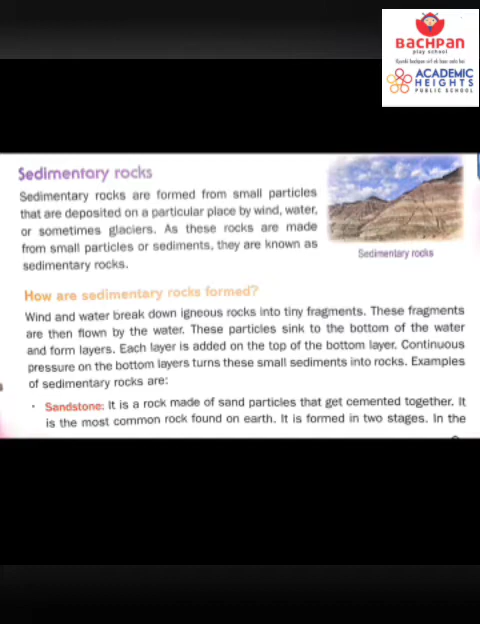 BACHPAN
play school
ACADEMIC
HEIGHTS
PUBLIC SCHOOL
Sedimentary rocks
Sedimentary rocks are formed from small particles
that are deposited on a particular place by wind, water,
or sometimes glaciers. As these rocks are made
from small particles or sediments, they are known as
sedimentary rocks.
Sedimentary rocks
How are sedimentary rocks formed?
Wind and water break down igneous rocks into tiny fragments. These fragments
are then flown by the water. These particles sink to the bottom of the water
and form layers. Each layer is added on the top of the bottom layer. Continuous
pressure on the bottom layers turns these small sediments into rocks. Examples
of sedimentary rocks are:
· Sandstone: It is a rock made of sand particles that get cemented together. It
is the most common rock found on earth. It is formed in two stages. In the